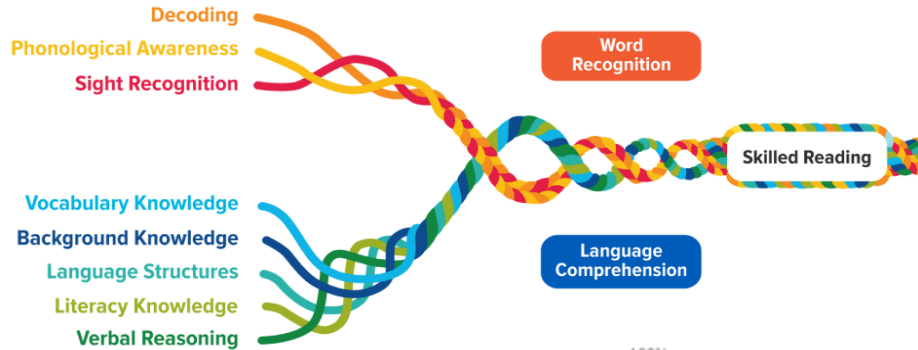 Decoding
Phonological Awareness
Sight Recognition
Word
Recognition
Skilled Reading
Vocabulary Knowledge
Background Knowledge
Language Structures
Literacy Knowledge
Verbal Reasoning
Language
Comprehension